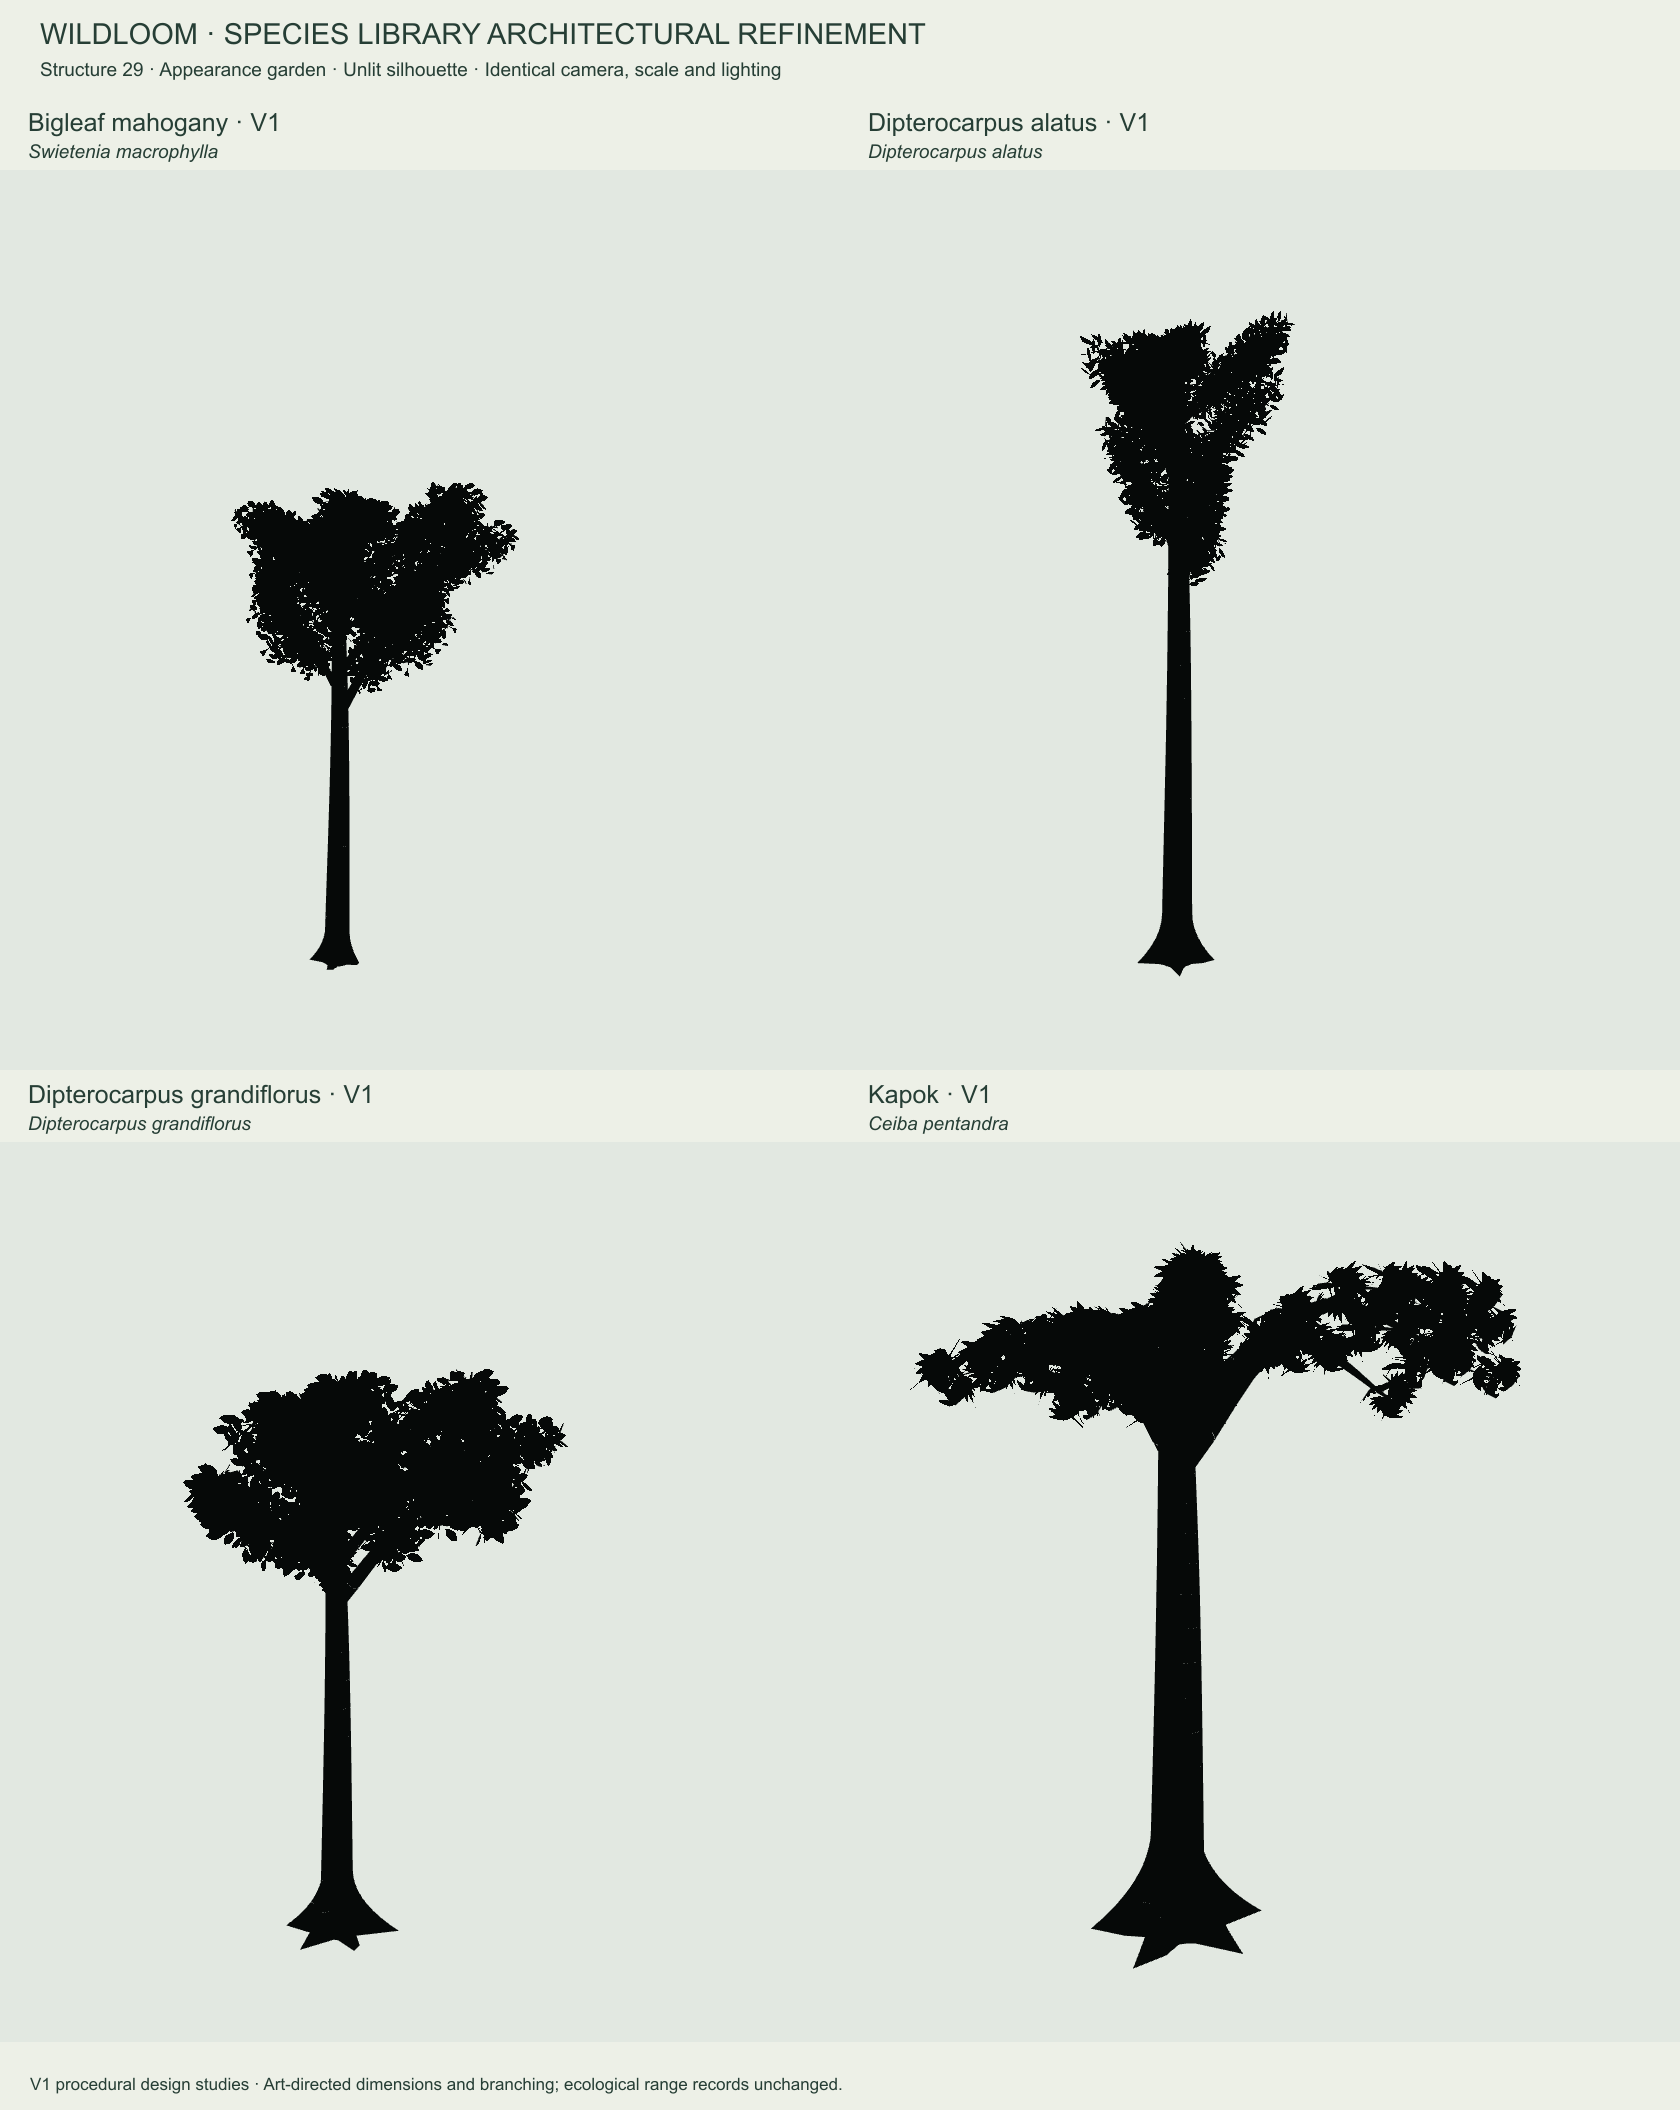 WILDLOOM · SPECIES LIBRARY ARCHITECTURAL REFINEMENT
Structure 29 · Appearance garden · Unlit silhouette · Identical camera, scale and lighting
Bigleaf mahogany · V1
Swietenia macrophylla
Dipterocarpus alatus · V1
Dipterocarpus alatus
Dipterocarpus grandiflorus · V1
Dipterocarpus grandiflorus
Kapok · V1
Ceiba pentandra
V1 procedural design studies · Art-directed dimensions and branching; ecological range records unchanged.